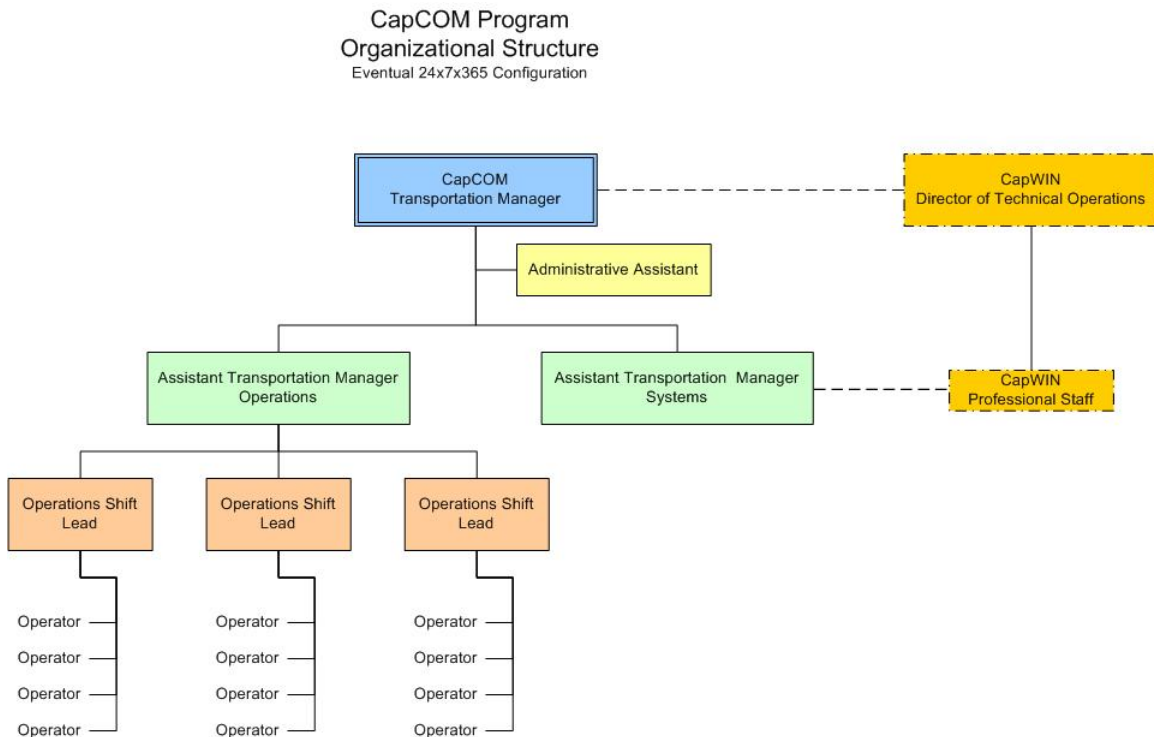 CapCOM Program
Organizational Structure
Eventual 24x7x365 Configuration
CapCOM
Transportation Manager
CapWIN
Director of Technical Operations
Administrative Assistant
Assistant Transportation Manager
Operations
Assistant Transportation Manager
Systems
CapWIN
Professional Staff
Operations Shift
Lead
Operations Shift
Lead
Operations Shift
Lead
Operator
Operator
Operator
Operator
Operator
Operator
Operator
Operator
Operator
Operator
Operator
Operator